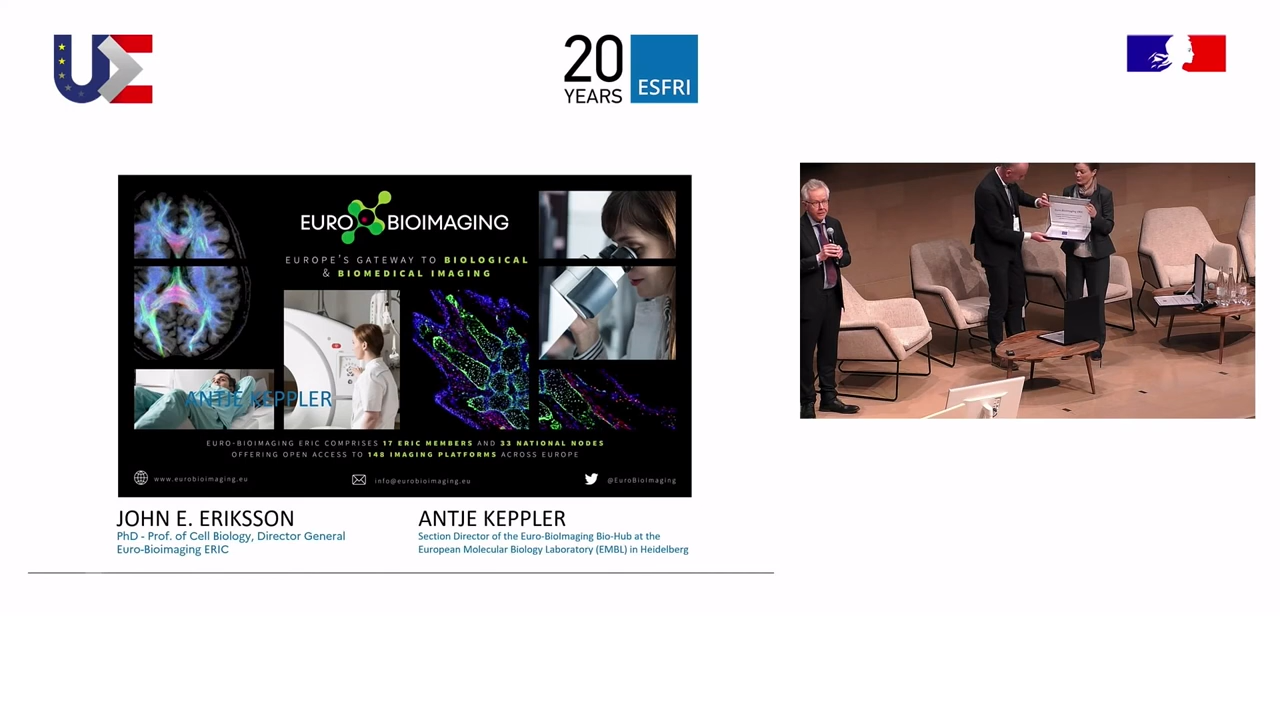 UE
20
YEARS
ESFRI
EURO BIOIMAGING
EUROPE'S GATEWAY TO BIOLOGICAL
& BIOMEDICAL IMAGING
ANTJE KEPPLER
EURO-BIOIMAGING ERIC COMPRISES 17 ERIC MEMBERS AND 33 NATIONAL NODES
OFFERING OPEN ACCESS TO 148 IMAGING PLATFORMS ACROSS EUROPE
www.eurobioimaging.eu
info@eurobioimaging.eu
@EuroBioImaging
JOHN E. ERIKSSON
PhD - Prof. of Cell Biology, Director General
Euro-Bioimaging ERIC
ANTJE KEPPLER
Section Director of the Euro-BioImaging Bio-Hub at the
European Molecular Biology Laboratory (EMBL) in Heidelberg